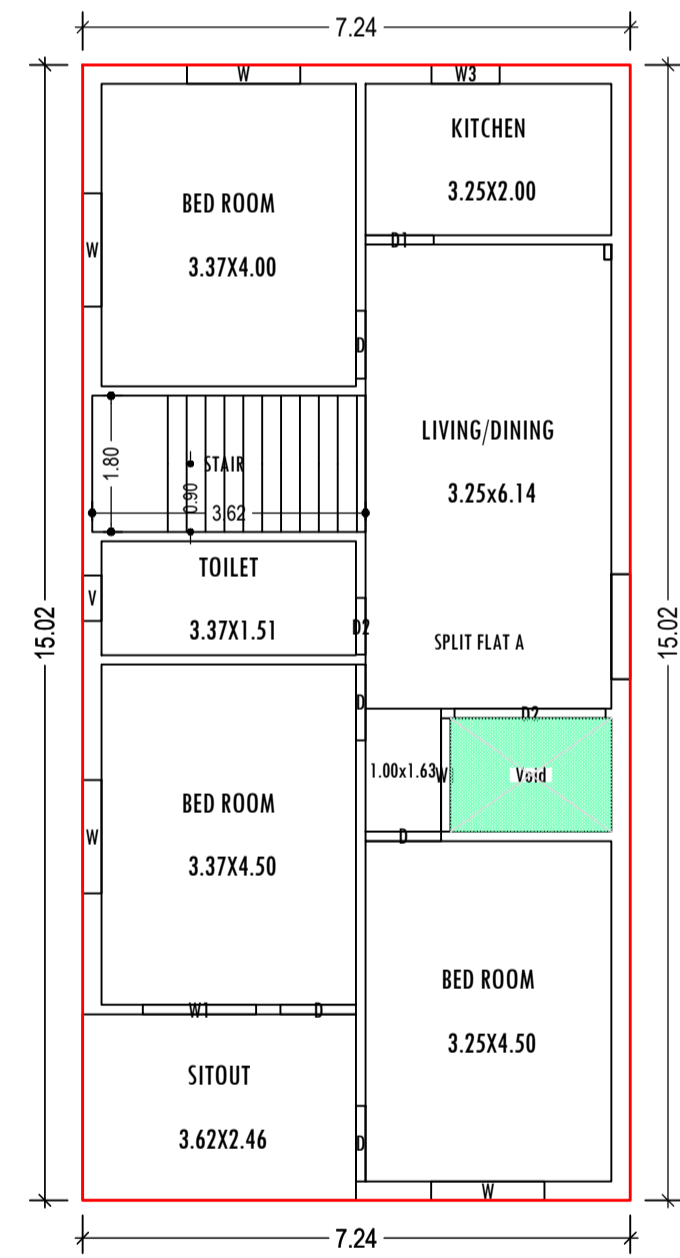 7.24
W
W3
KITCHEN
3.25X2.00
BED ROOM
3.37X4.00
W
D1
D
LIVING/DINING
3.25x6.14
1.80
STAIR
0.90
3.62
TOILET
3.37X1.51
V
D2
SPLIT FLAT A
15.02
15.02
D
D2
1.00x1.63
W
Void
BED ROOM
3.37X4.50
W
D
BED ROOM
3.25X4.50
W1
D
SITOUT
3.62X2.46
D
W
7.24